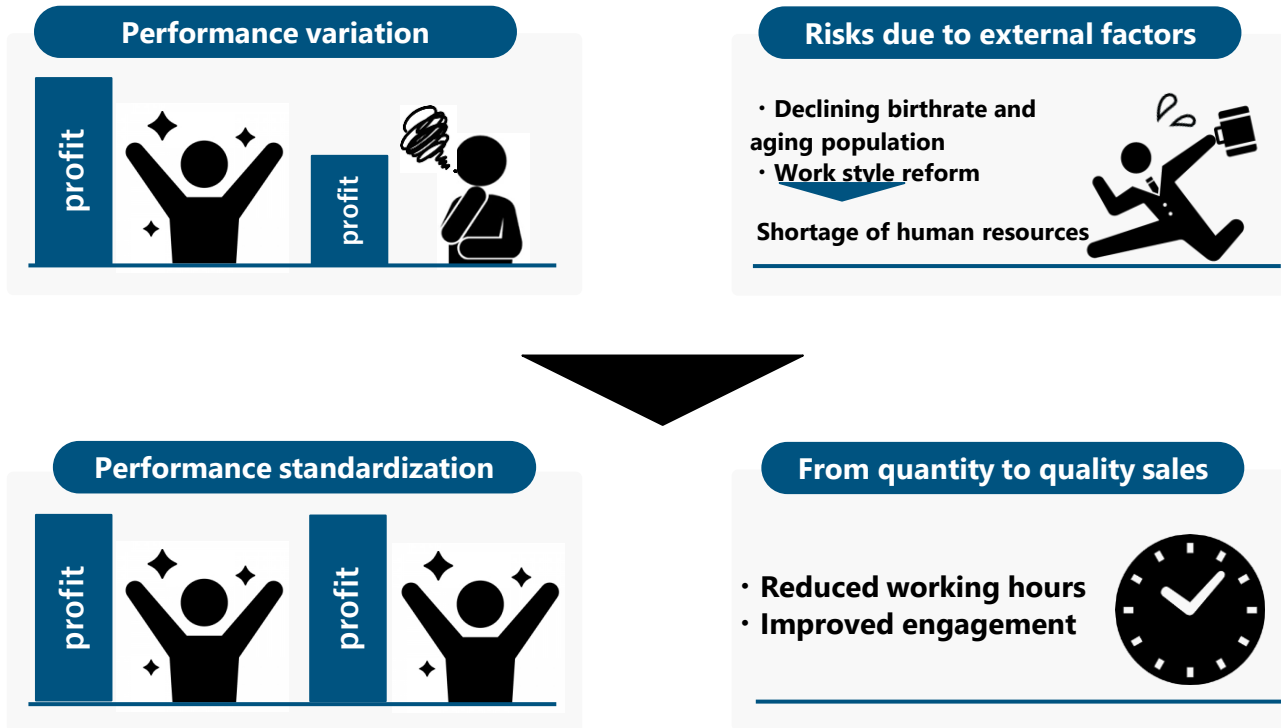 Performance variation
profit
profit
Risks due to external factors
・Declining birthrate and
aging population
・Work style reform
Shortage of human resources
Performance standardization
profit
profit
From quantity to quality sales
・Reduced working hours
・Improved engagement